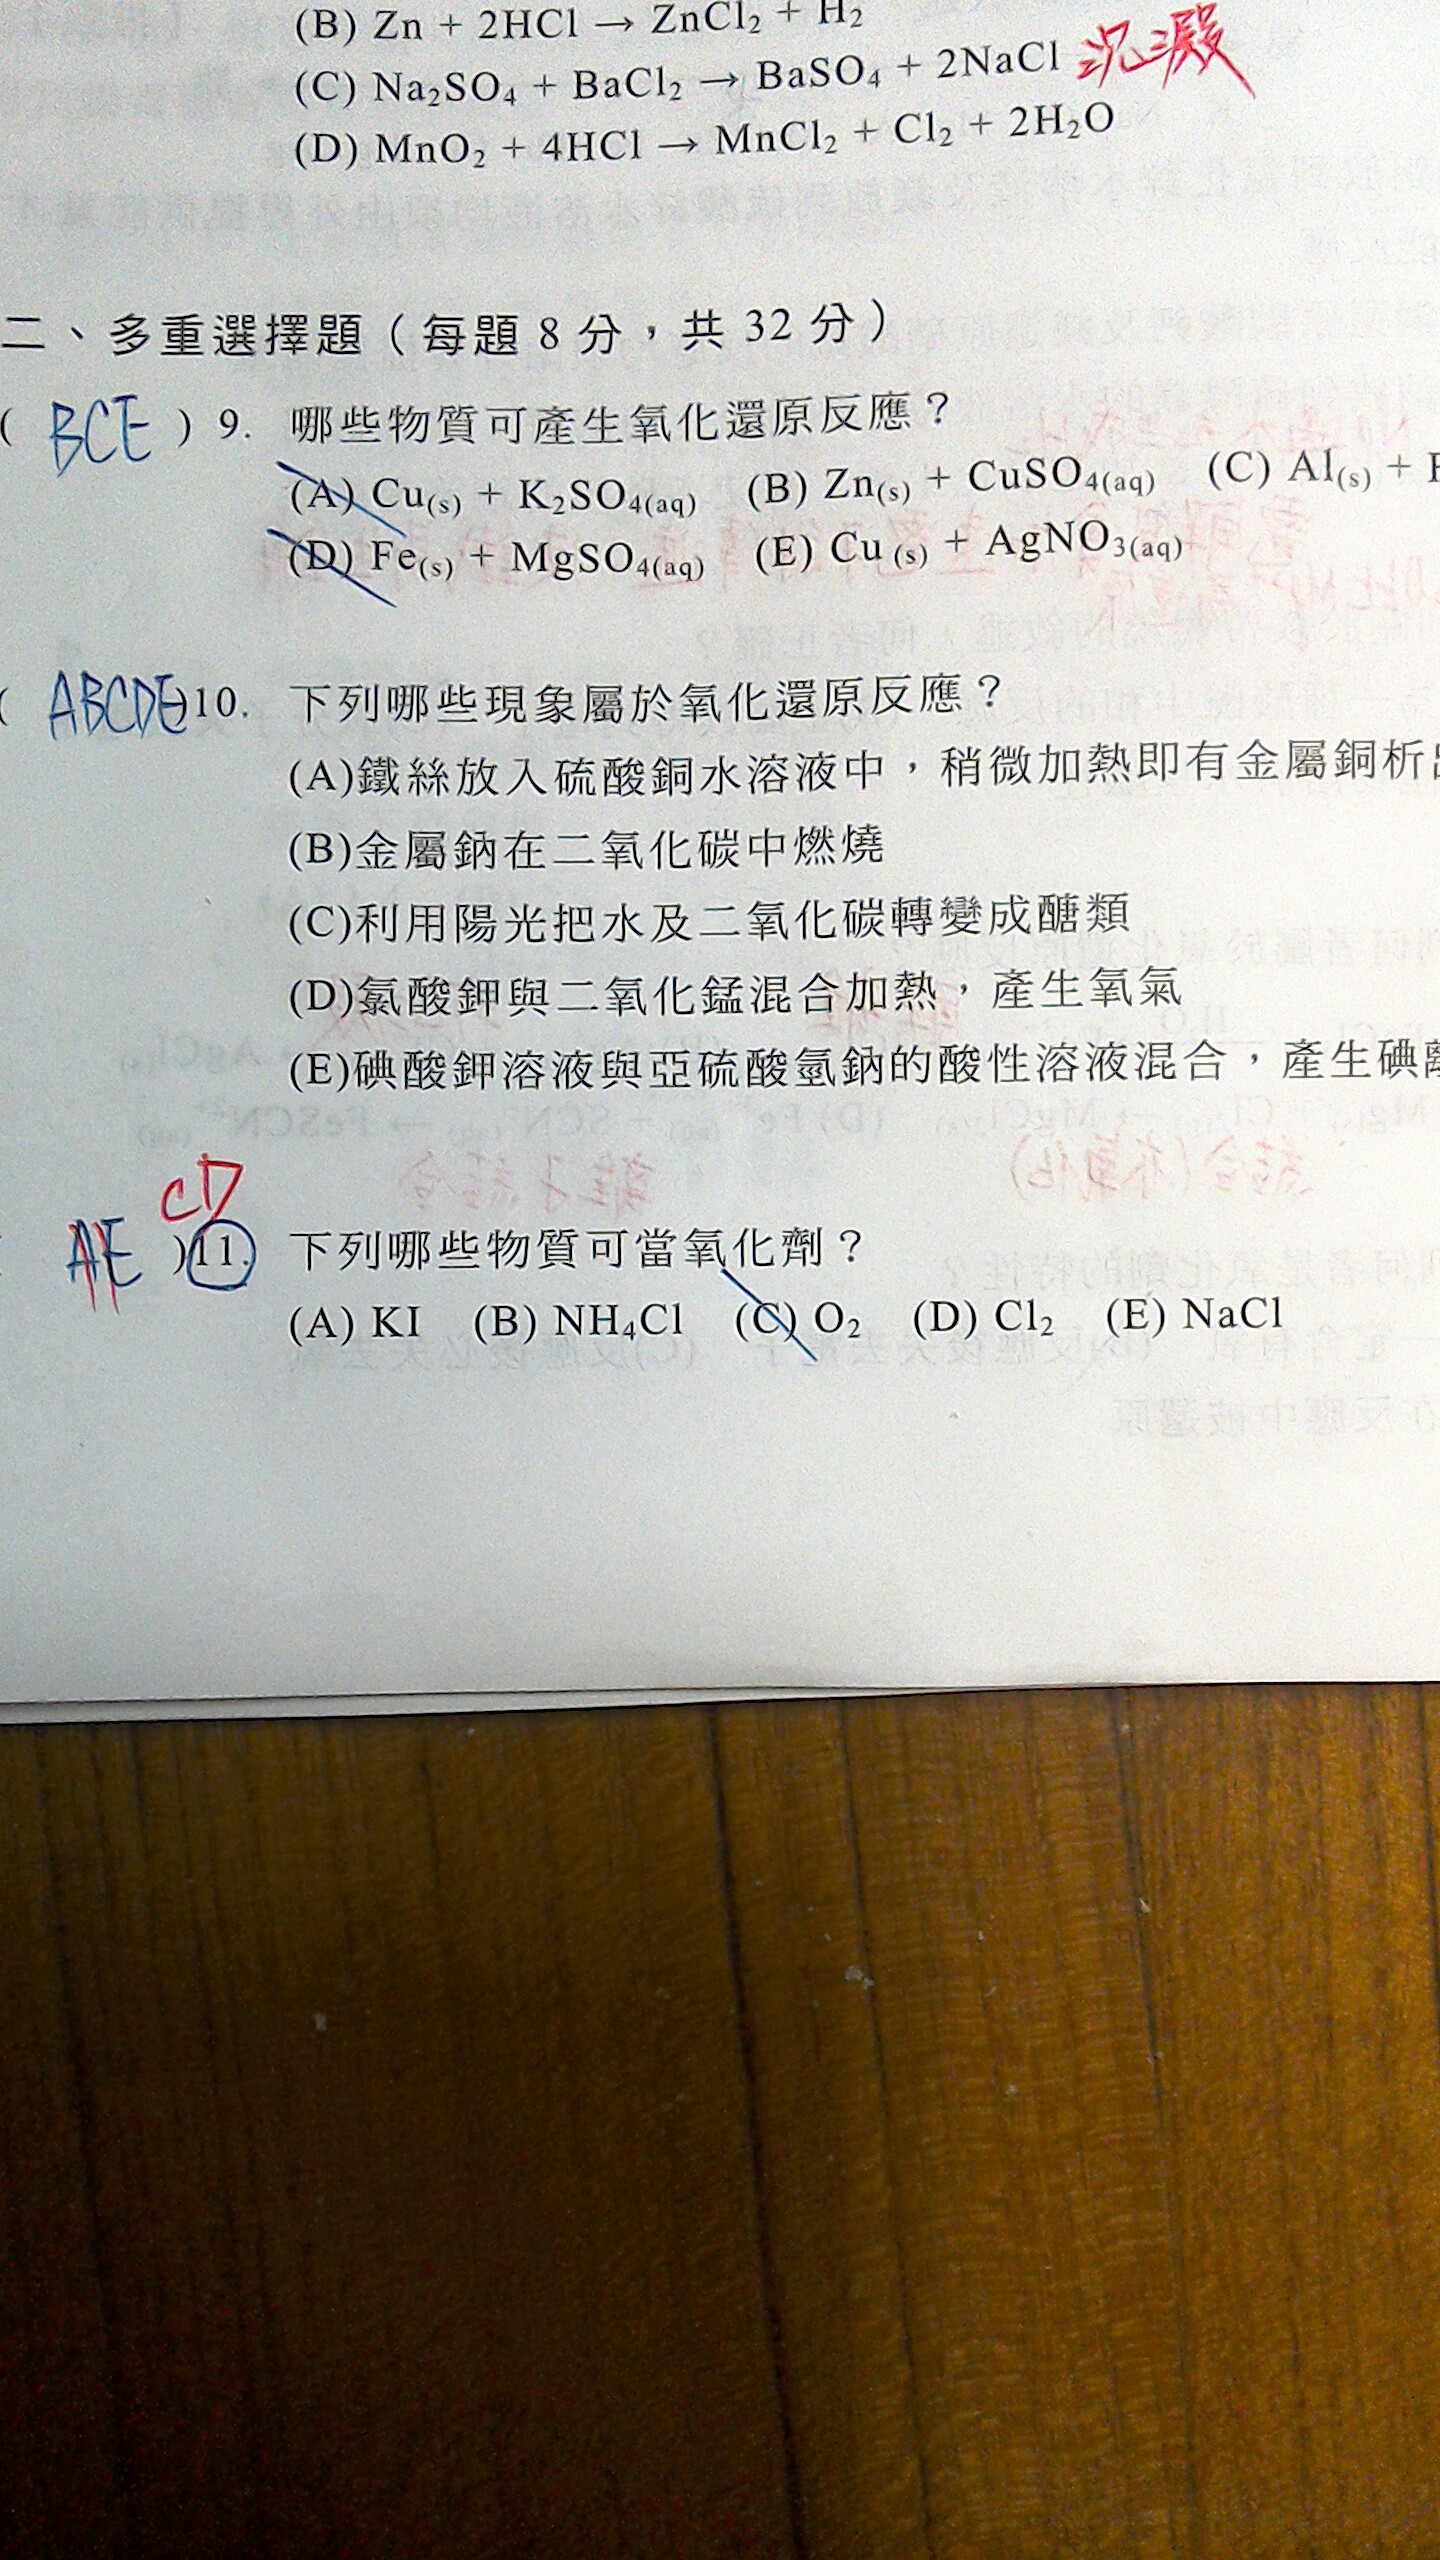 (B) Zn + 2HCl → ZnCl₂ + H₂
(C) Na₂SO₄ + BaCl₂ → BaSO₄ + 2NaCl 沉澱
(D) MnO₂ + 4HCl → MnCl₂ + Cl₂ + 2H₂O
二、多重選擇題（每題 8 分，共 32 分）
( BCE ) 9. 哪些物質可產生氧化還原反應？
(A) Cu(s) + K₂SO₄(aq) (B) Zn(s) + CuSO₄(aq) (C) Al(s) +
(D) Fe(s) + MgSO₄(aq) (E) Cu (s) + AgNO₃(aq)
( ABCDE )10. 下列哪些現象屬於氧化還原反應？
(A)鐵絲放入硫酸銅水溶液中，稍微加熱即有金屬銅析
(B)金屬鈉在二氧化碳中燃燒
(C)利用陽光把水及二氧化碳轉變成醣類
(D)氯酸鉀與二氧化錳混合加熱，產生氧氣
(E)碘酸鉀溶液與亞硫酸氫鈉的酸性溶液混合，產生碘
CD
AE )11. 下列哪些物質可當氧化劑？
(A) KI (B) NH₄Cl (C) O₂ (D) Cl₂ (E) NaCl